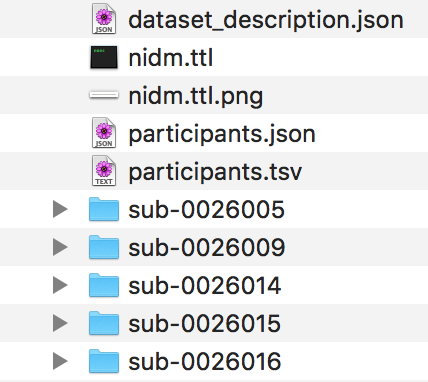 dataset_description.json
nidm.ttl
nidm.ttl.png
participants.json
participants.tsv
sub-0026005
sub-0026009
sub-0026014
sub-0026015
sub-0026016